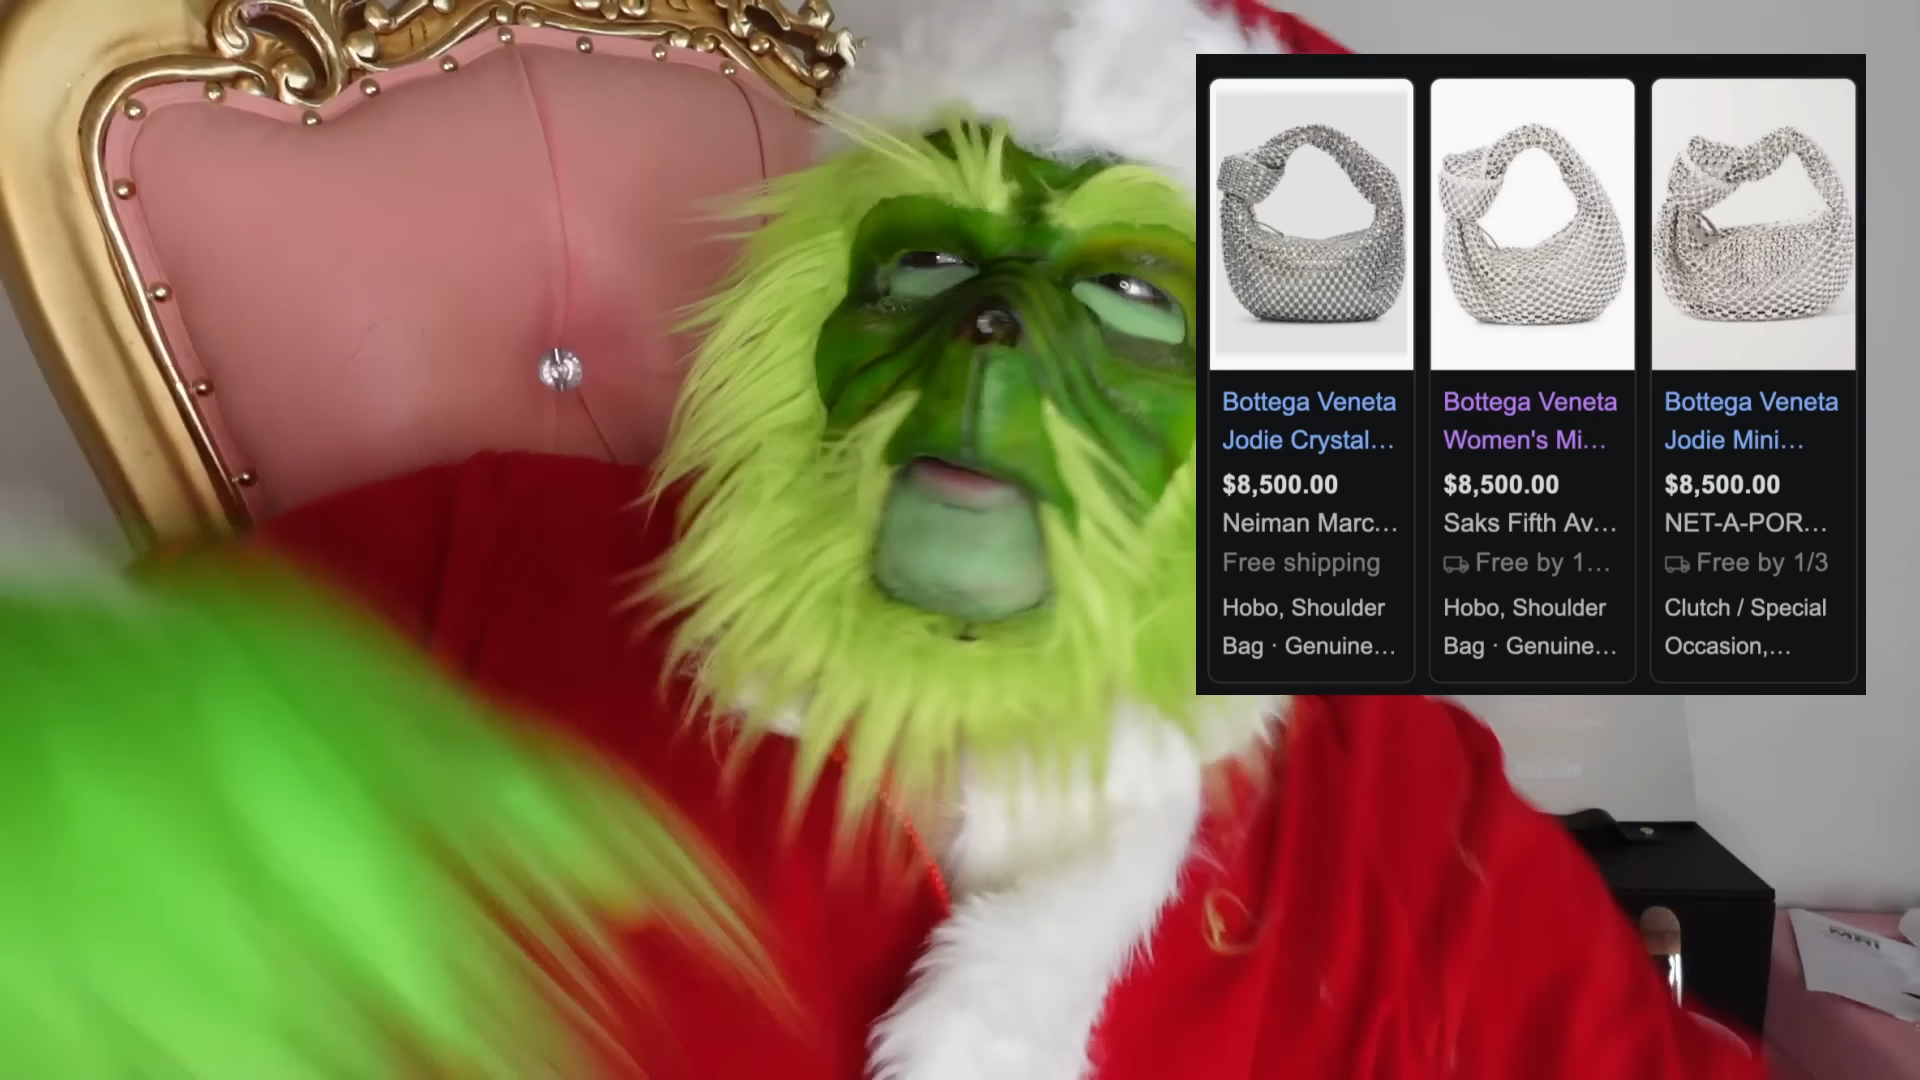 Bottega Veneta
Jodie Crystal...
$8,500.00
Neiman Marc...
Free shipping
Hobo, Shoulder
Bag · Genuine...
Bottega Veneta
Women's Mi...
$8,500.00
Saks Fifth Av...
Free by 1...
Hobo, Shoulder
Bag · Genuine...
Bottega Veneta
Jodie Mini...
$8,500.00
NET-A-POR...
Free by 1/3
Clutch / Special
Occasion,...